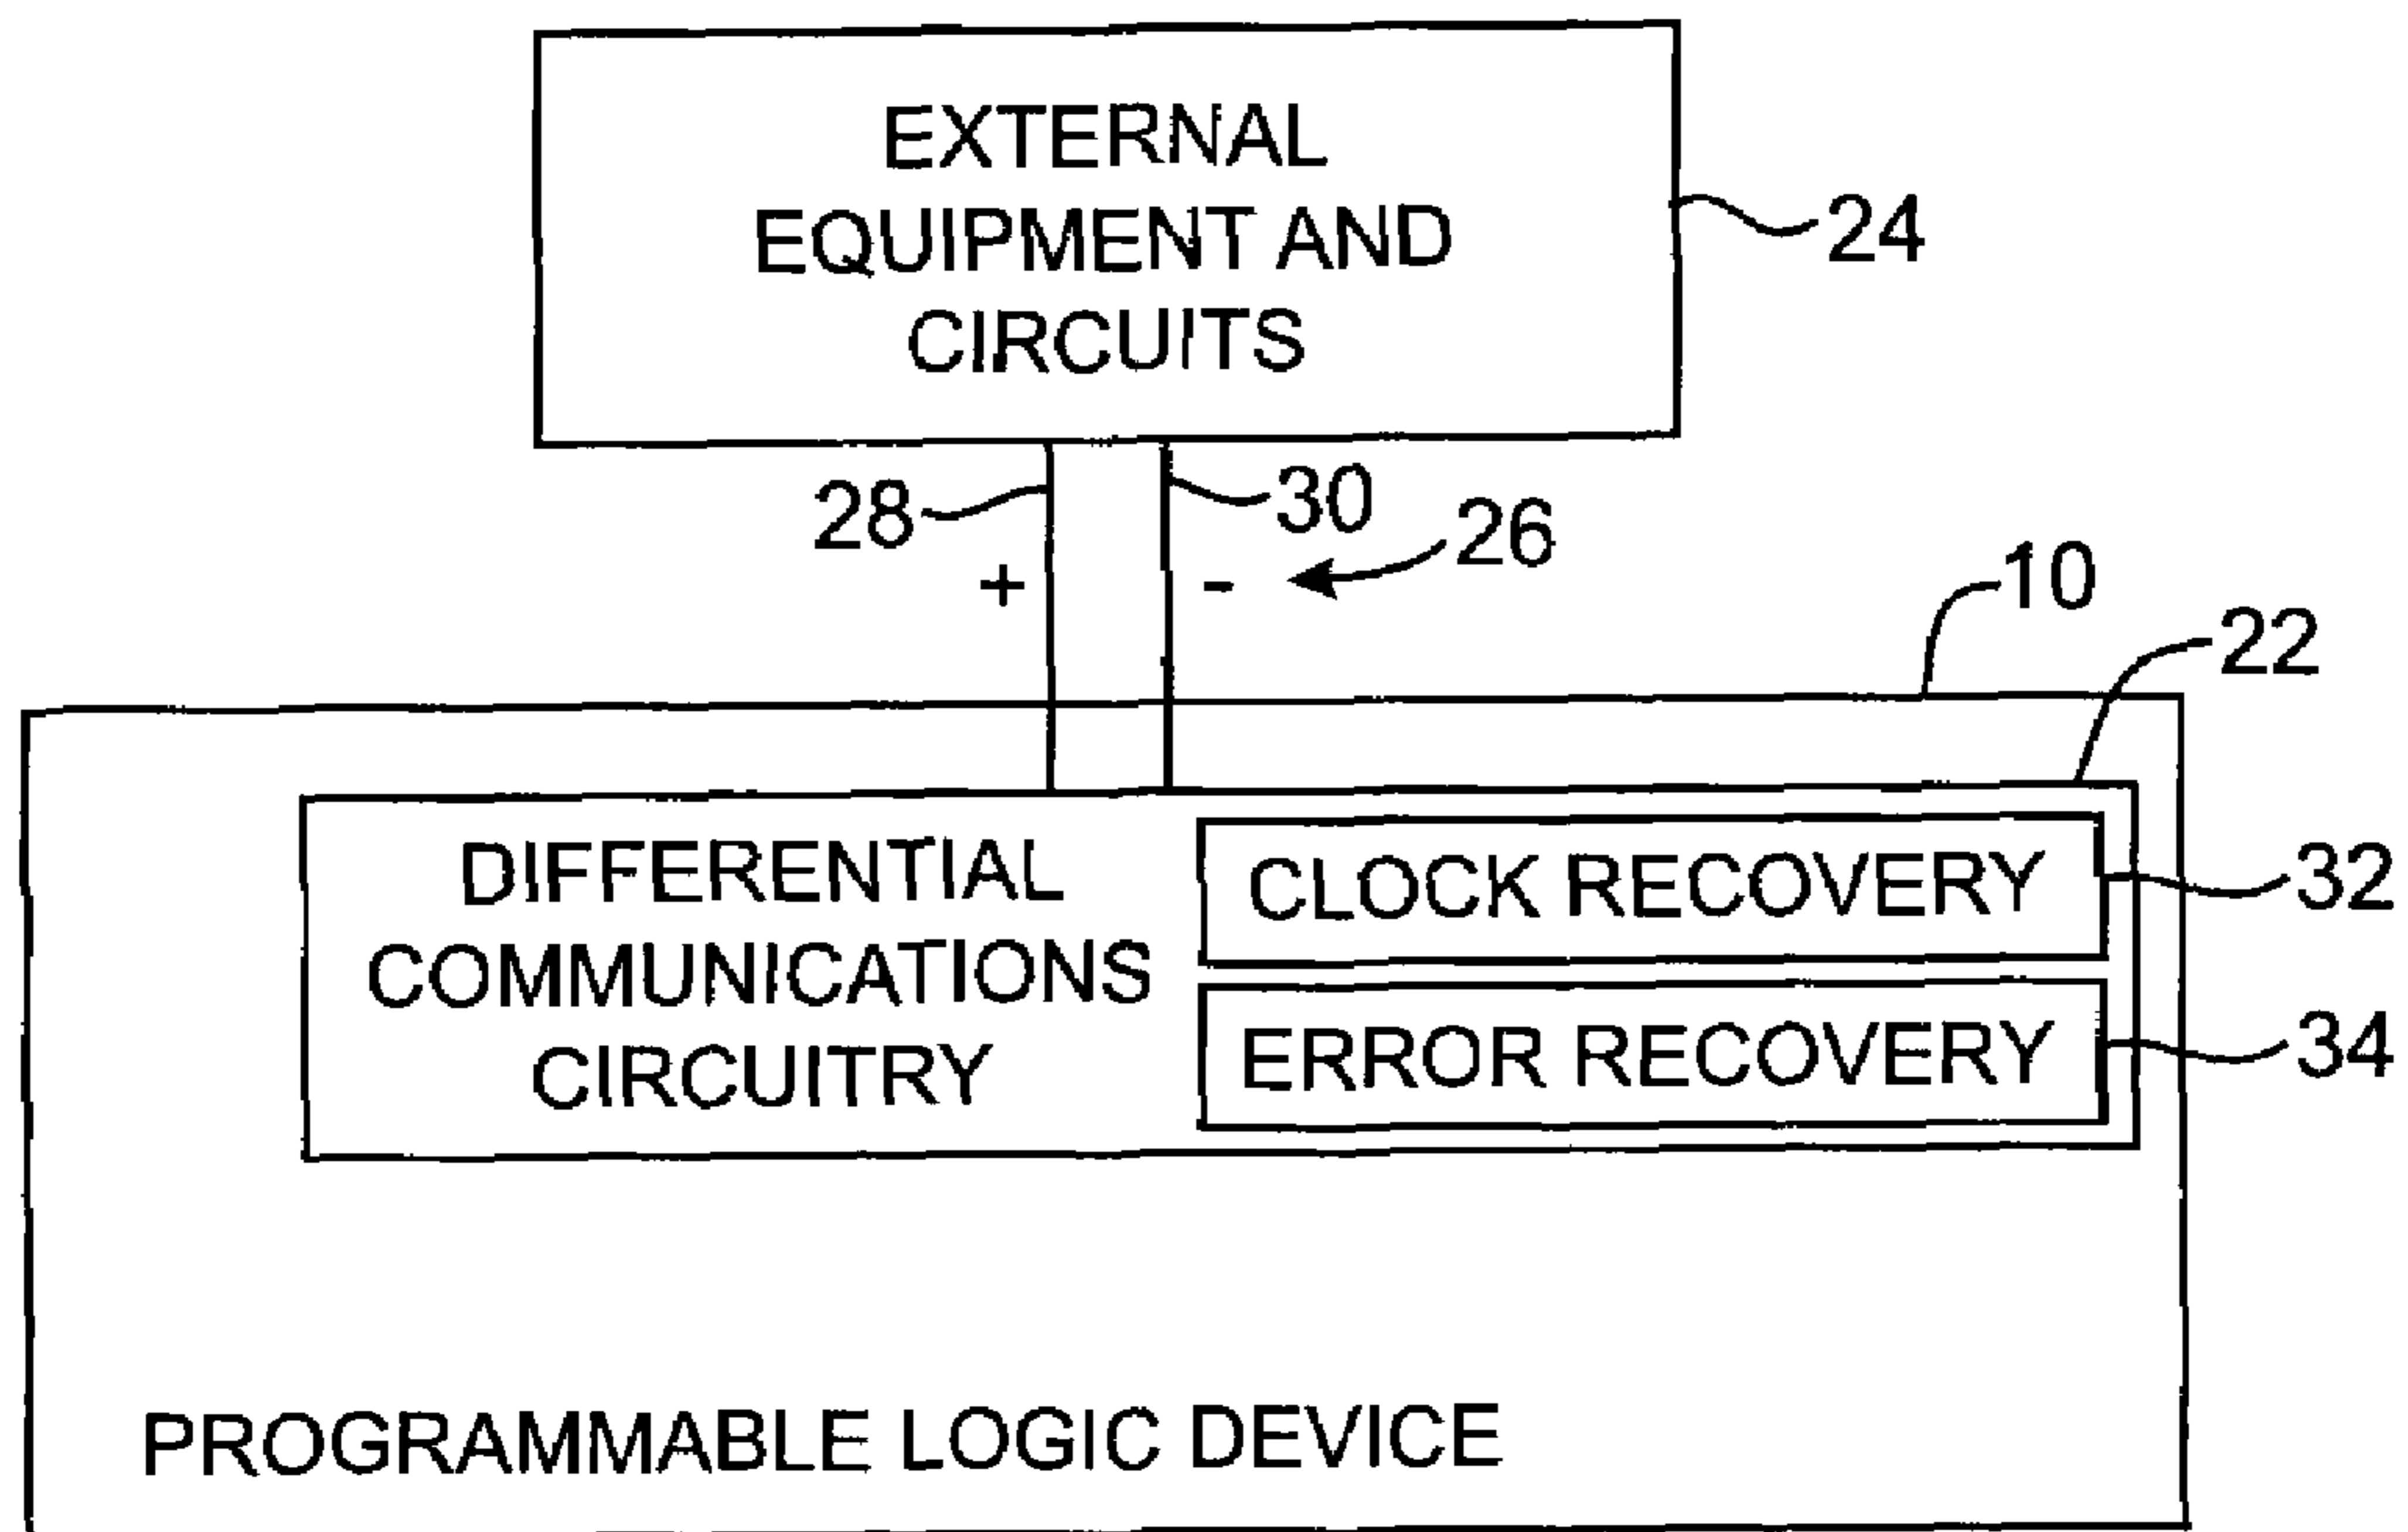 EXTERNAL
EQUIPMENT AND
CIRCUITS
24
28
30
+
-
26
10
22
DIFFERENTIAL
COMMUNICATIONS
CIRCUITRY
CLOCK RECOVERY
32
ERROR RECOVERY
34
PROGRAMMABLE LOGIC DEVICE